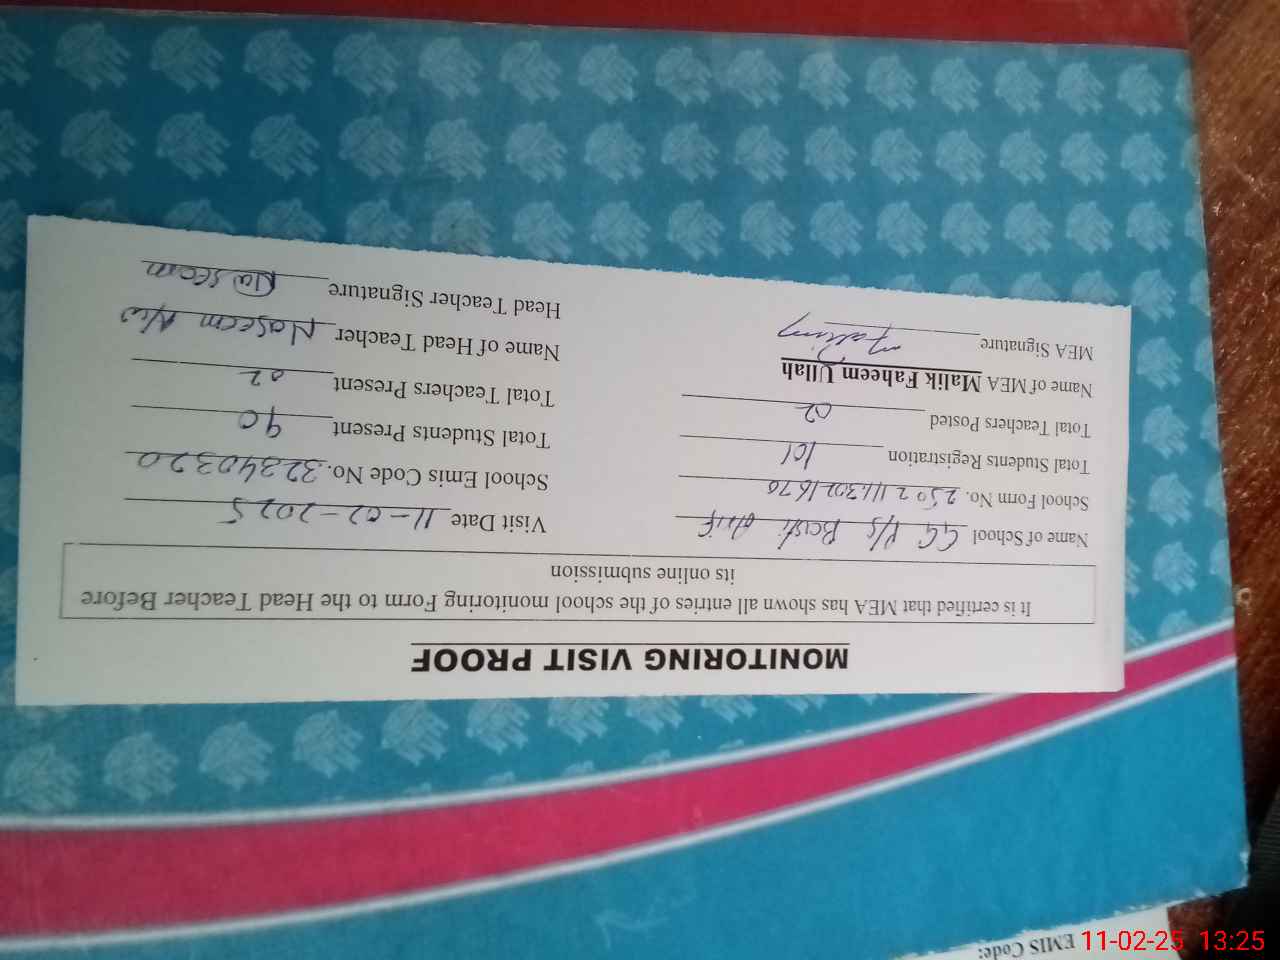 MONITORING VISIT PROOF
It is certified that MEA has shown all entries of the school monitoring Form to the Head Teacher Before
its online submission
Name of School GG P/S Basti Arif
Visit Date 11-02-2025
School Form No.
School Emis No. Code 32340320
Total Students Registration 101
Total Students Present 90
Total Teachers Posted 02
Total Teachers Present 02
Name of MEA Malik Faheem Ullah
Name of Head Teacher Naseem
MEA Signature Fahim
Head Teacher Signature Naseem
EMIS Code:
11-02-25 13:25